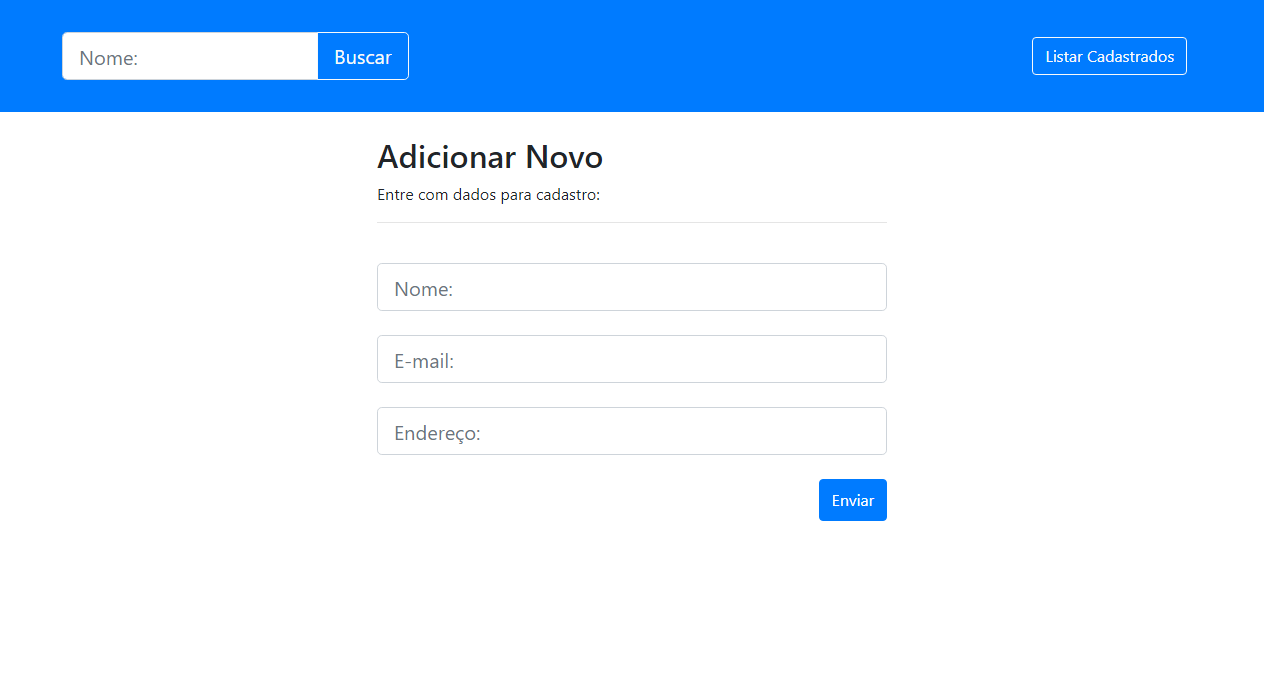 Nome:
Buscar
Listar Cadastrados
Adicionar Novo
Entre com dados para cadastro:
Nome:
E-mail:
Endereço:
Enviar